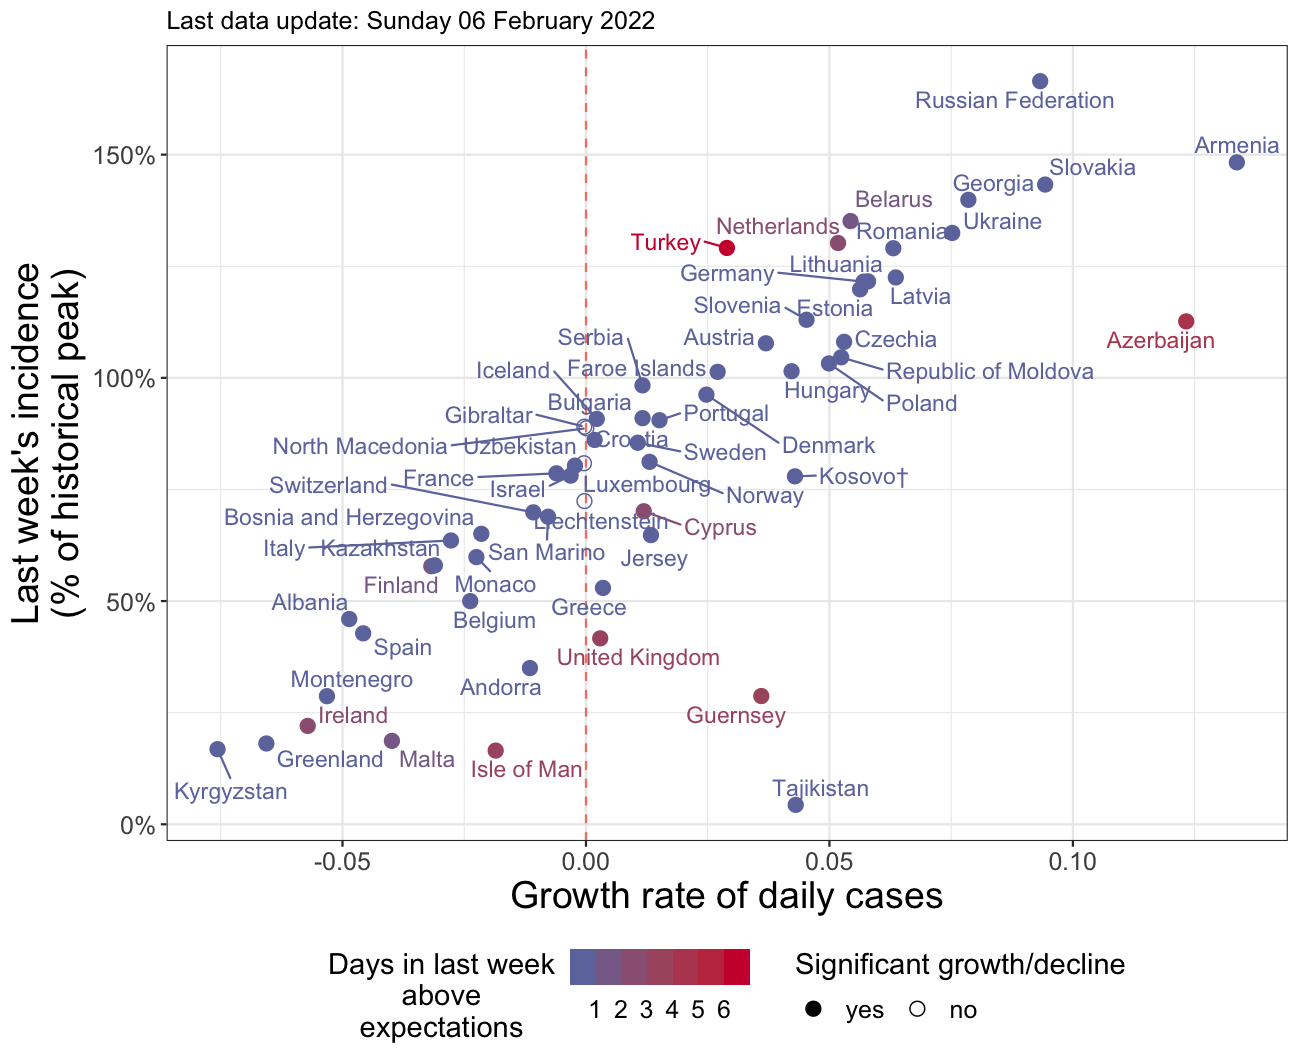 Last data update: Sunday 06 February 2022
Last week's incidence
(% of historical peak)
150%
100%
50%
0%
Russian Federation
Armenia
Slovakia
Georgia
Belarus
Ukraine
Netherlands
Romania
Turkey
Lithuania
Germany
Latvia
Slovenia
Estonia
Azerbaijan
Serbia
Austria
Czechia
Iceland
Faroe Islands
Republic of Moldova
Hungary
Bulgaria
Poland
Gibraltar
Portugal
North Macedonia
Uzbekistan
Croatia
Denmark
Sweden
France
Kosovo†
Switzerland
Israel
Luxembourg
Norway
Bosnia and Herzegovina
Liechtenstein
Cyprus
Italy
Kazakhstan
San Marino
Jersey
Finland
Monaco
Albania
Greece
Belgium
Spain
United Kingdom
Montenegro
Andorra
Ireland
Guernsey
Greenland
Malta
Isle of Man
Kyrgyzstan
Tajikistan
-0.05
0.00
0.05
0.10
Growth rate of daily cases
Days in last week
above
expectations
1 2 3 4 5 6
Significant growth/decline
yes
no